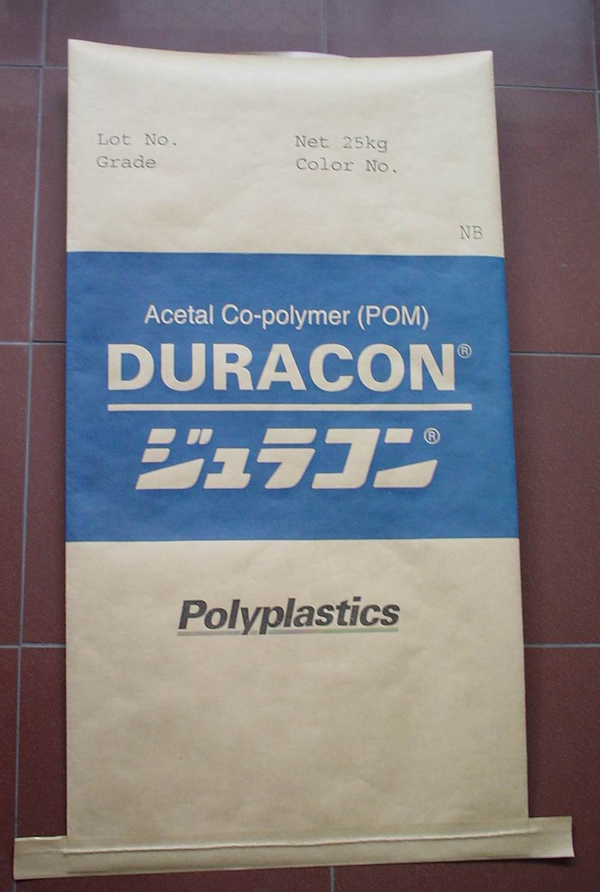 Lot No. Net 25kg
Grade Color No.
NB
Acetal Co-polymer (POM)
DURACON®
ジュラコン®
Polyplastics